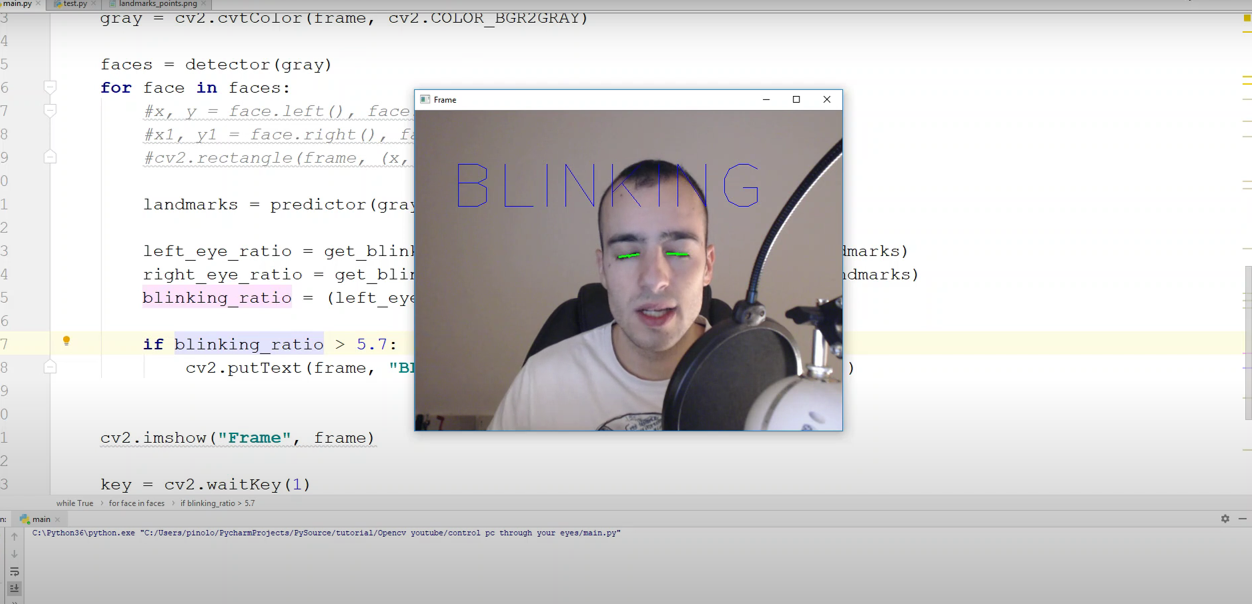 main.py test.py landmarks_points.png
3 gray = cv2.cvtColor(frame, cv2.COLOR_BGR2GRAY)
4
5 faces = detector(gray)
6 for face in faces:
7 #x, y = face.left(), face
8 #x1, y1 = face.right(), fa
9 #cv2.rectangle(frame, (x,
0
1 landmarks = predictor(gray
2
3 left_eye_ratio = get_blink dmarks)
4 right_eye_ratio = get_blin ndmarks)
5 blinking_ratio = (left_eye
6
7 if blinking_ratio > 5.7:
8 cv2.putText(frame, "BL )
9
0
1 cv2.imshow("Frame", frame)
2
3 key = cv2.waitKey(1)
Frame
BLINKING
while True > for face in faces > if blinking_ratio > 5.7
n: main
C:\Python36\python.exe "C:/Users/pinolo/PycharmProjects/PySource/tutorial/Opencv youtube/control pc through your eyes/main.py"